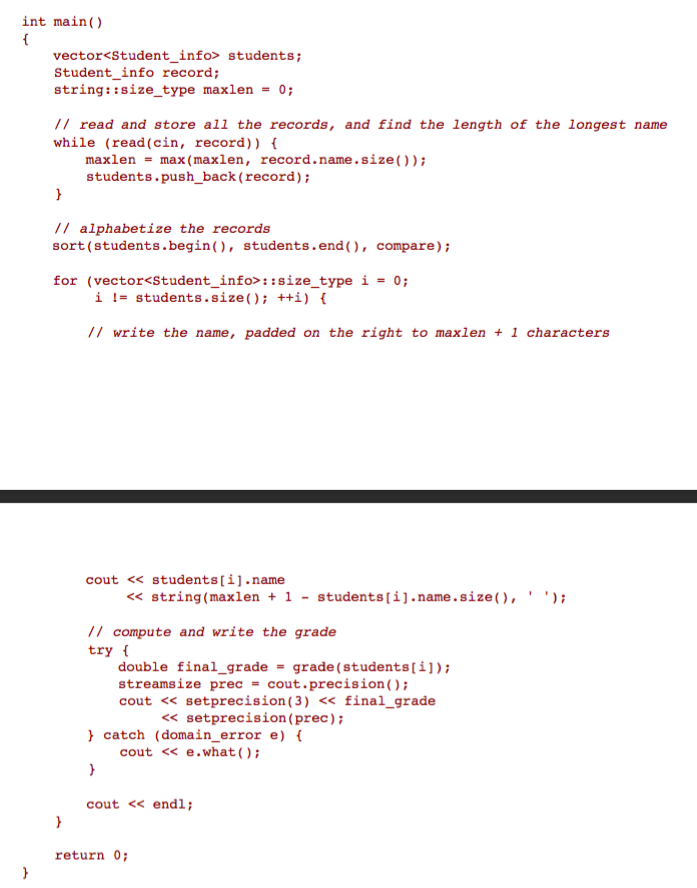 int main()
{
    vector<Student_info> students;
    Student_info record;
    string::size_type maxlen = 0;

    // read and store all the records, and find the length of the longest name
    while (read(cin, record)) {
        maxlen = max(maxlen, record.name.size());
        students.push_back(record);
    }

    // alphabetize the records
    sort(students.begin(), students.end(), compare);

    for (vector<Student_info>::size_type i = 0;
         i != students.size(); ++i) {

        // write the name, padded on the right to maxlen + 1 characters

        cout << students[i].name
             << string(maxlen + 1 - students[i].name.size(), ' ');

        // compute and write the grade
        try {
            double final_grade = grade(students[i]);
            streamsize prec = cout.precision();
            cout << setprecision(3) << final_grade
                 << setprecision(prec);
        } catch (domain_error e) {
            cout << e.what();
        }

        cout << endl;
    }

    return 0;
}